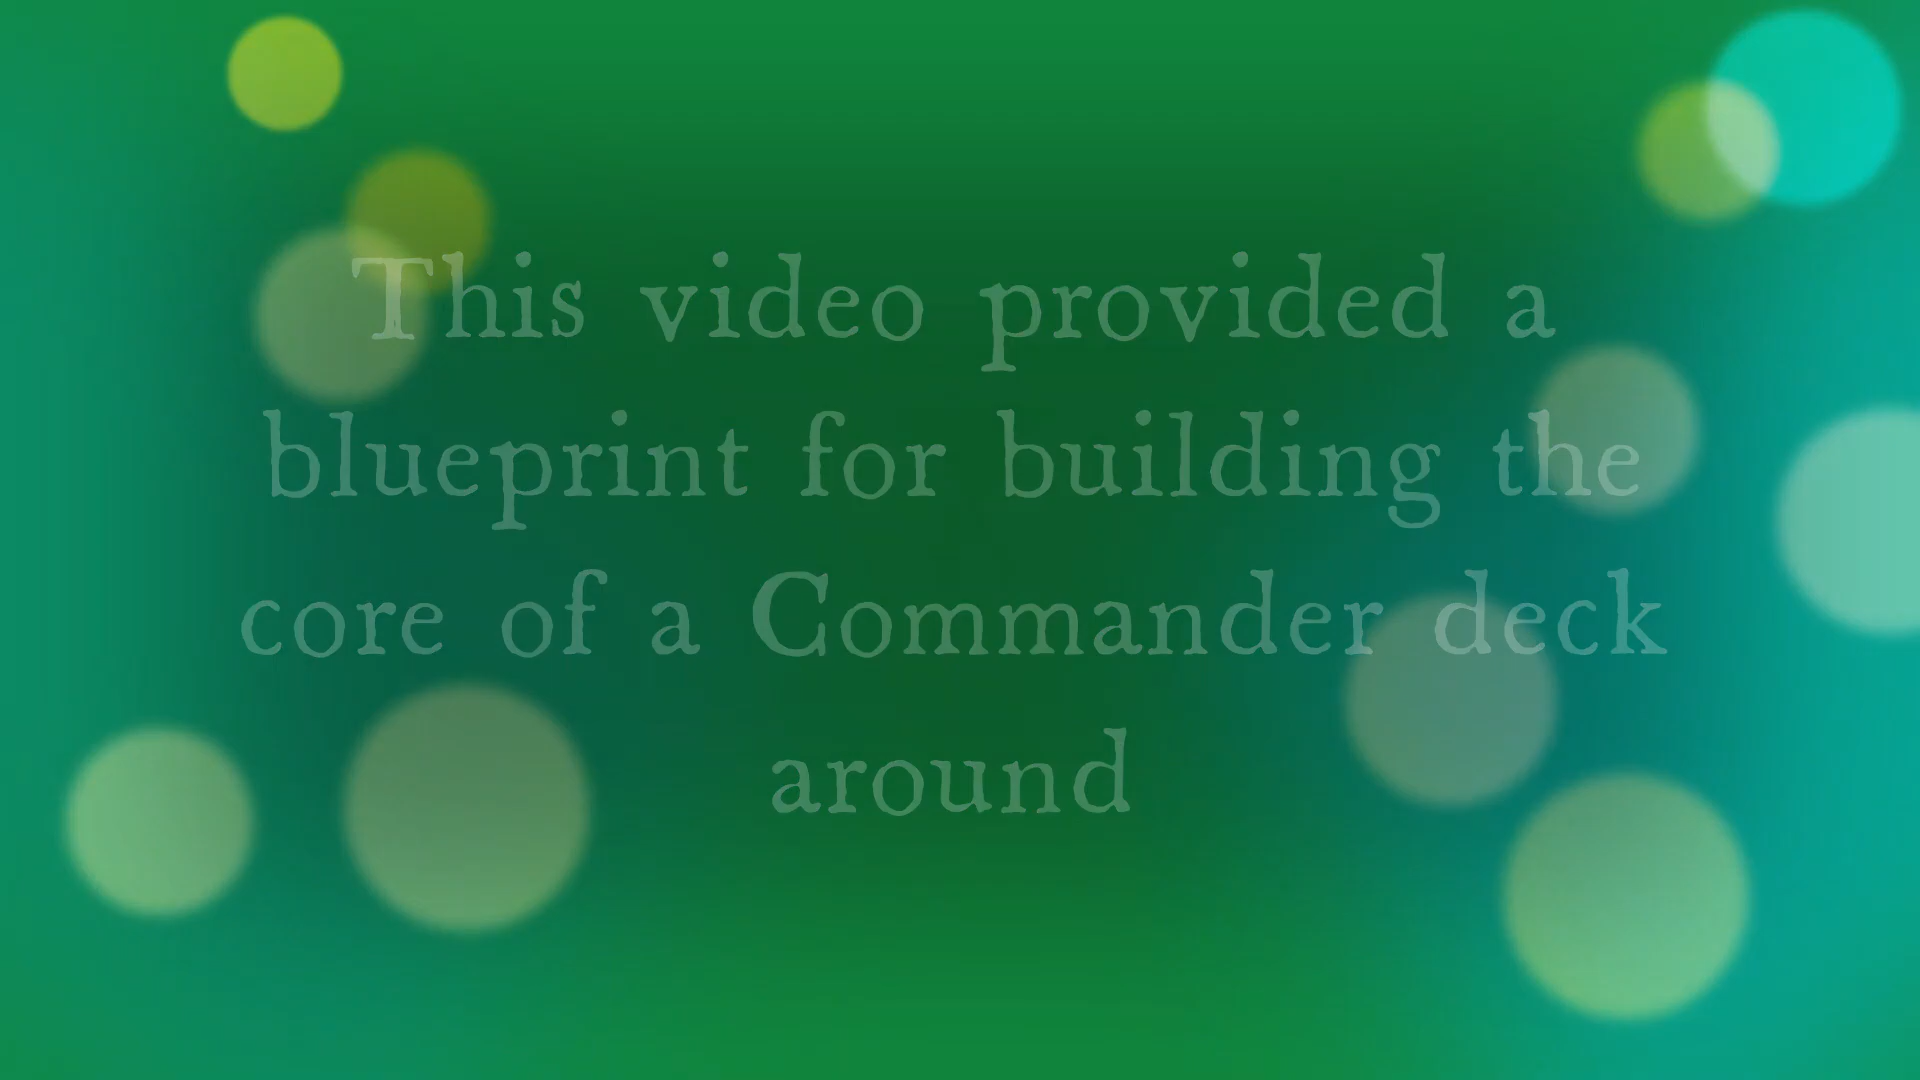 This video provided a
blueprint for building the
core of a Commander deck
around